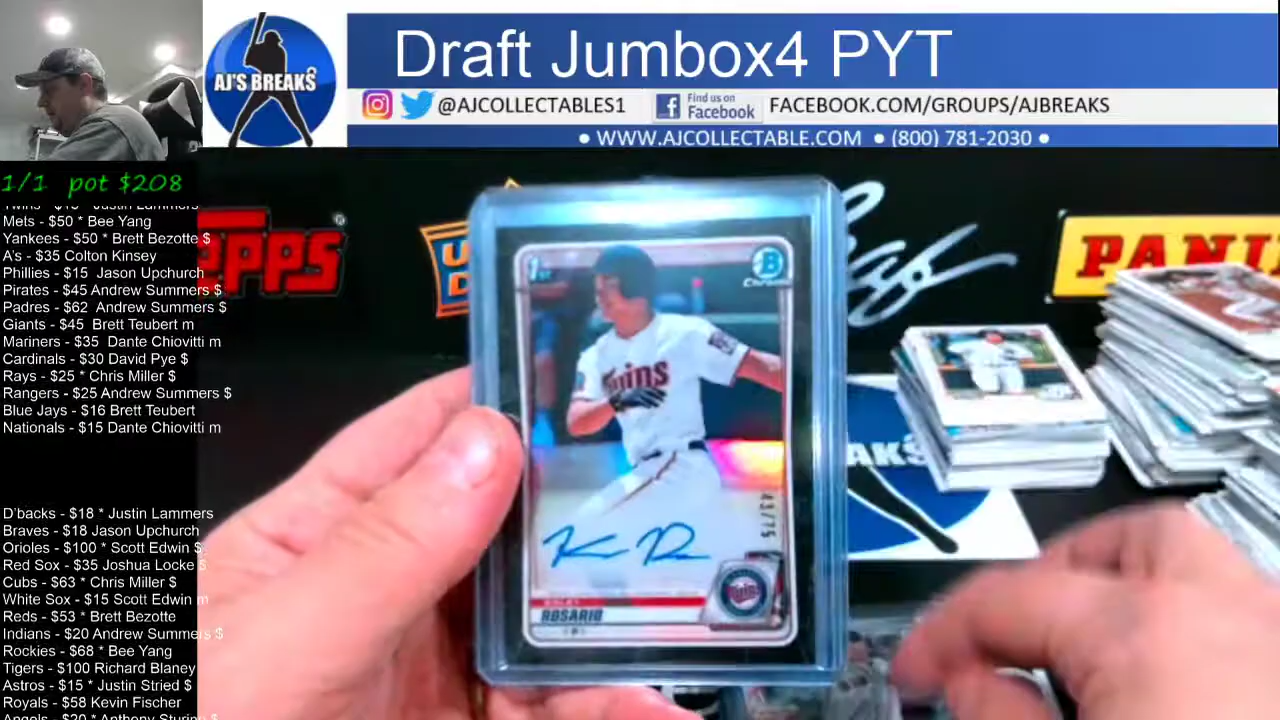 Draft Jumbox4 PYT
AJ'S BREAKS
@AJCOLLECTABLES1
Find us on
Facebook
FACEBOOK.COM/GROUPS/AJBREAKS
• WWW.AJCOLLECTABLE.COM • (800) 781-2030 •
1/1 pot $208
Mets - $50 * Bee Yang
Yankees - $50 * Brett Bezotte $
A's - $35 Colton Kinsey
Phillies - $15 Jason Upchurch
Pirates - $45 Andrew Summers $
Padres - $62 Andrew Summers $
Giants - $45 Brett Teubert m
Mariners - $35 Dante Chiovitti m
Cardinals - $30 David Pye $
Rays - $25 * Chris Miller $
Rangers - $25 Andrew Summers $
Blue Jays - $16 Brett Teubert
Nationals - $15 Dante Chiovitti m
D'backs - $18 * Justin Lammers
Braves - $18 Jason Upchurch
Orioles - $100 * Scott Edwin $
Red Sox - $35 Joshua Locke $
Cubs - $63 * Chris Miller $
White Sox - $15 Scott Edwin m
Reds - $53 * Brett Bezotte
Indians - $20 Andrew Summers $
Rockies - $68 * Bee Yang
Tigers - $100 Richard Blaney
Astros - $15 * Justin Stried $
Royals - $58 Kevin Fischer
PANINI
1st
B
Chrome
Twins
43/75
ROSARIO
Twins